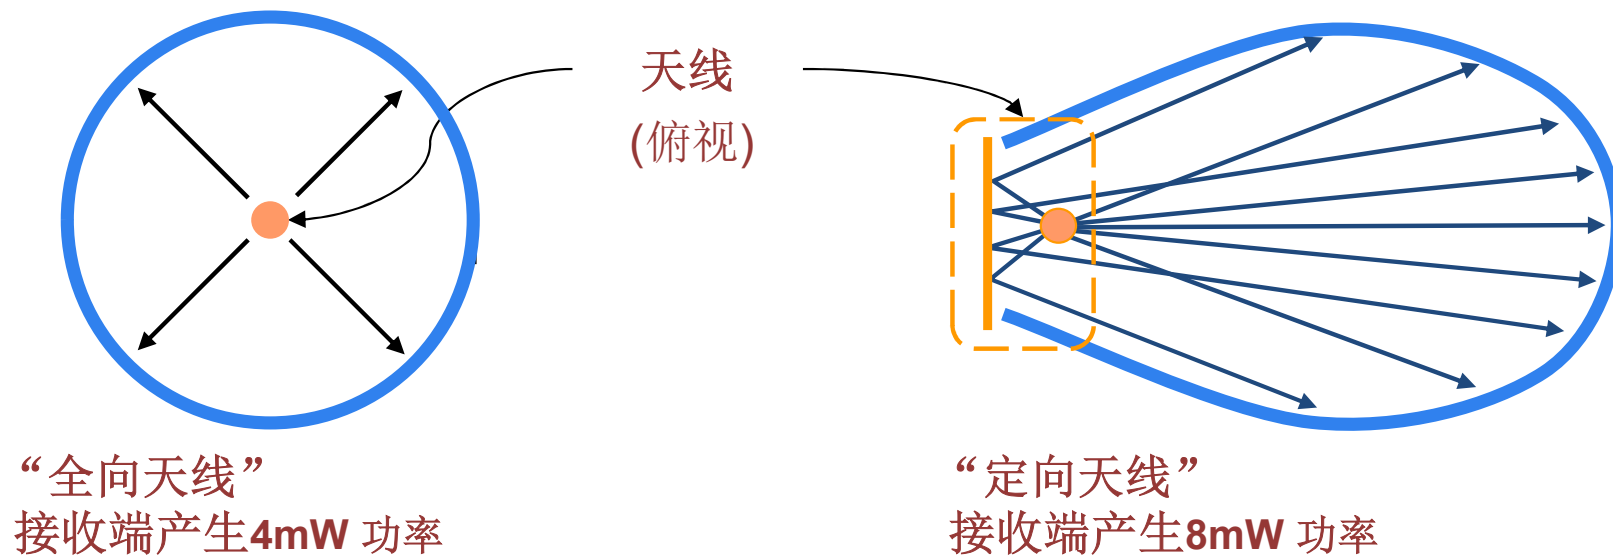 天线
(俯视)
“全向天线”
接收端产生4mW 功率
“定向天线”
接收端产生8mW 功率